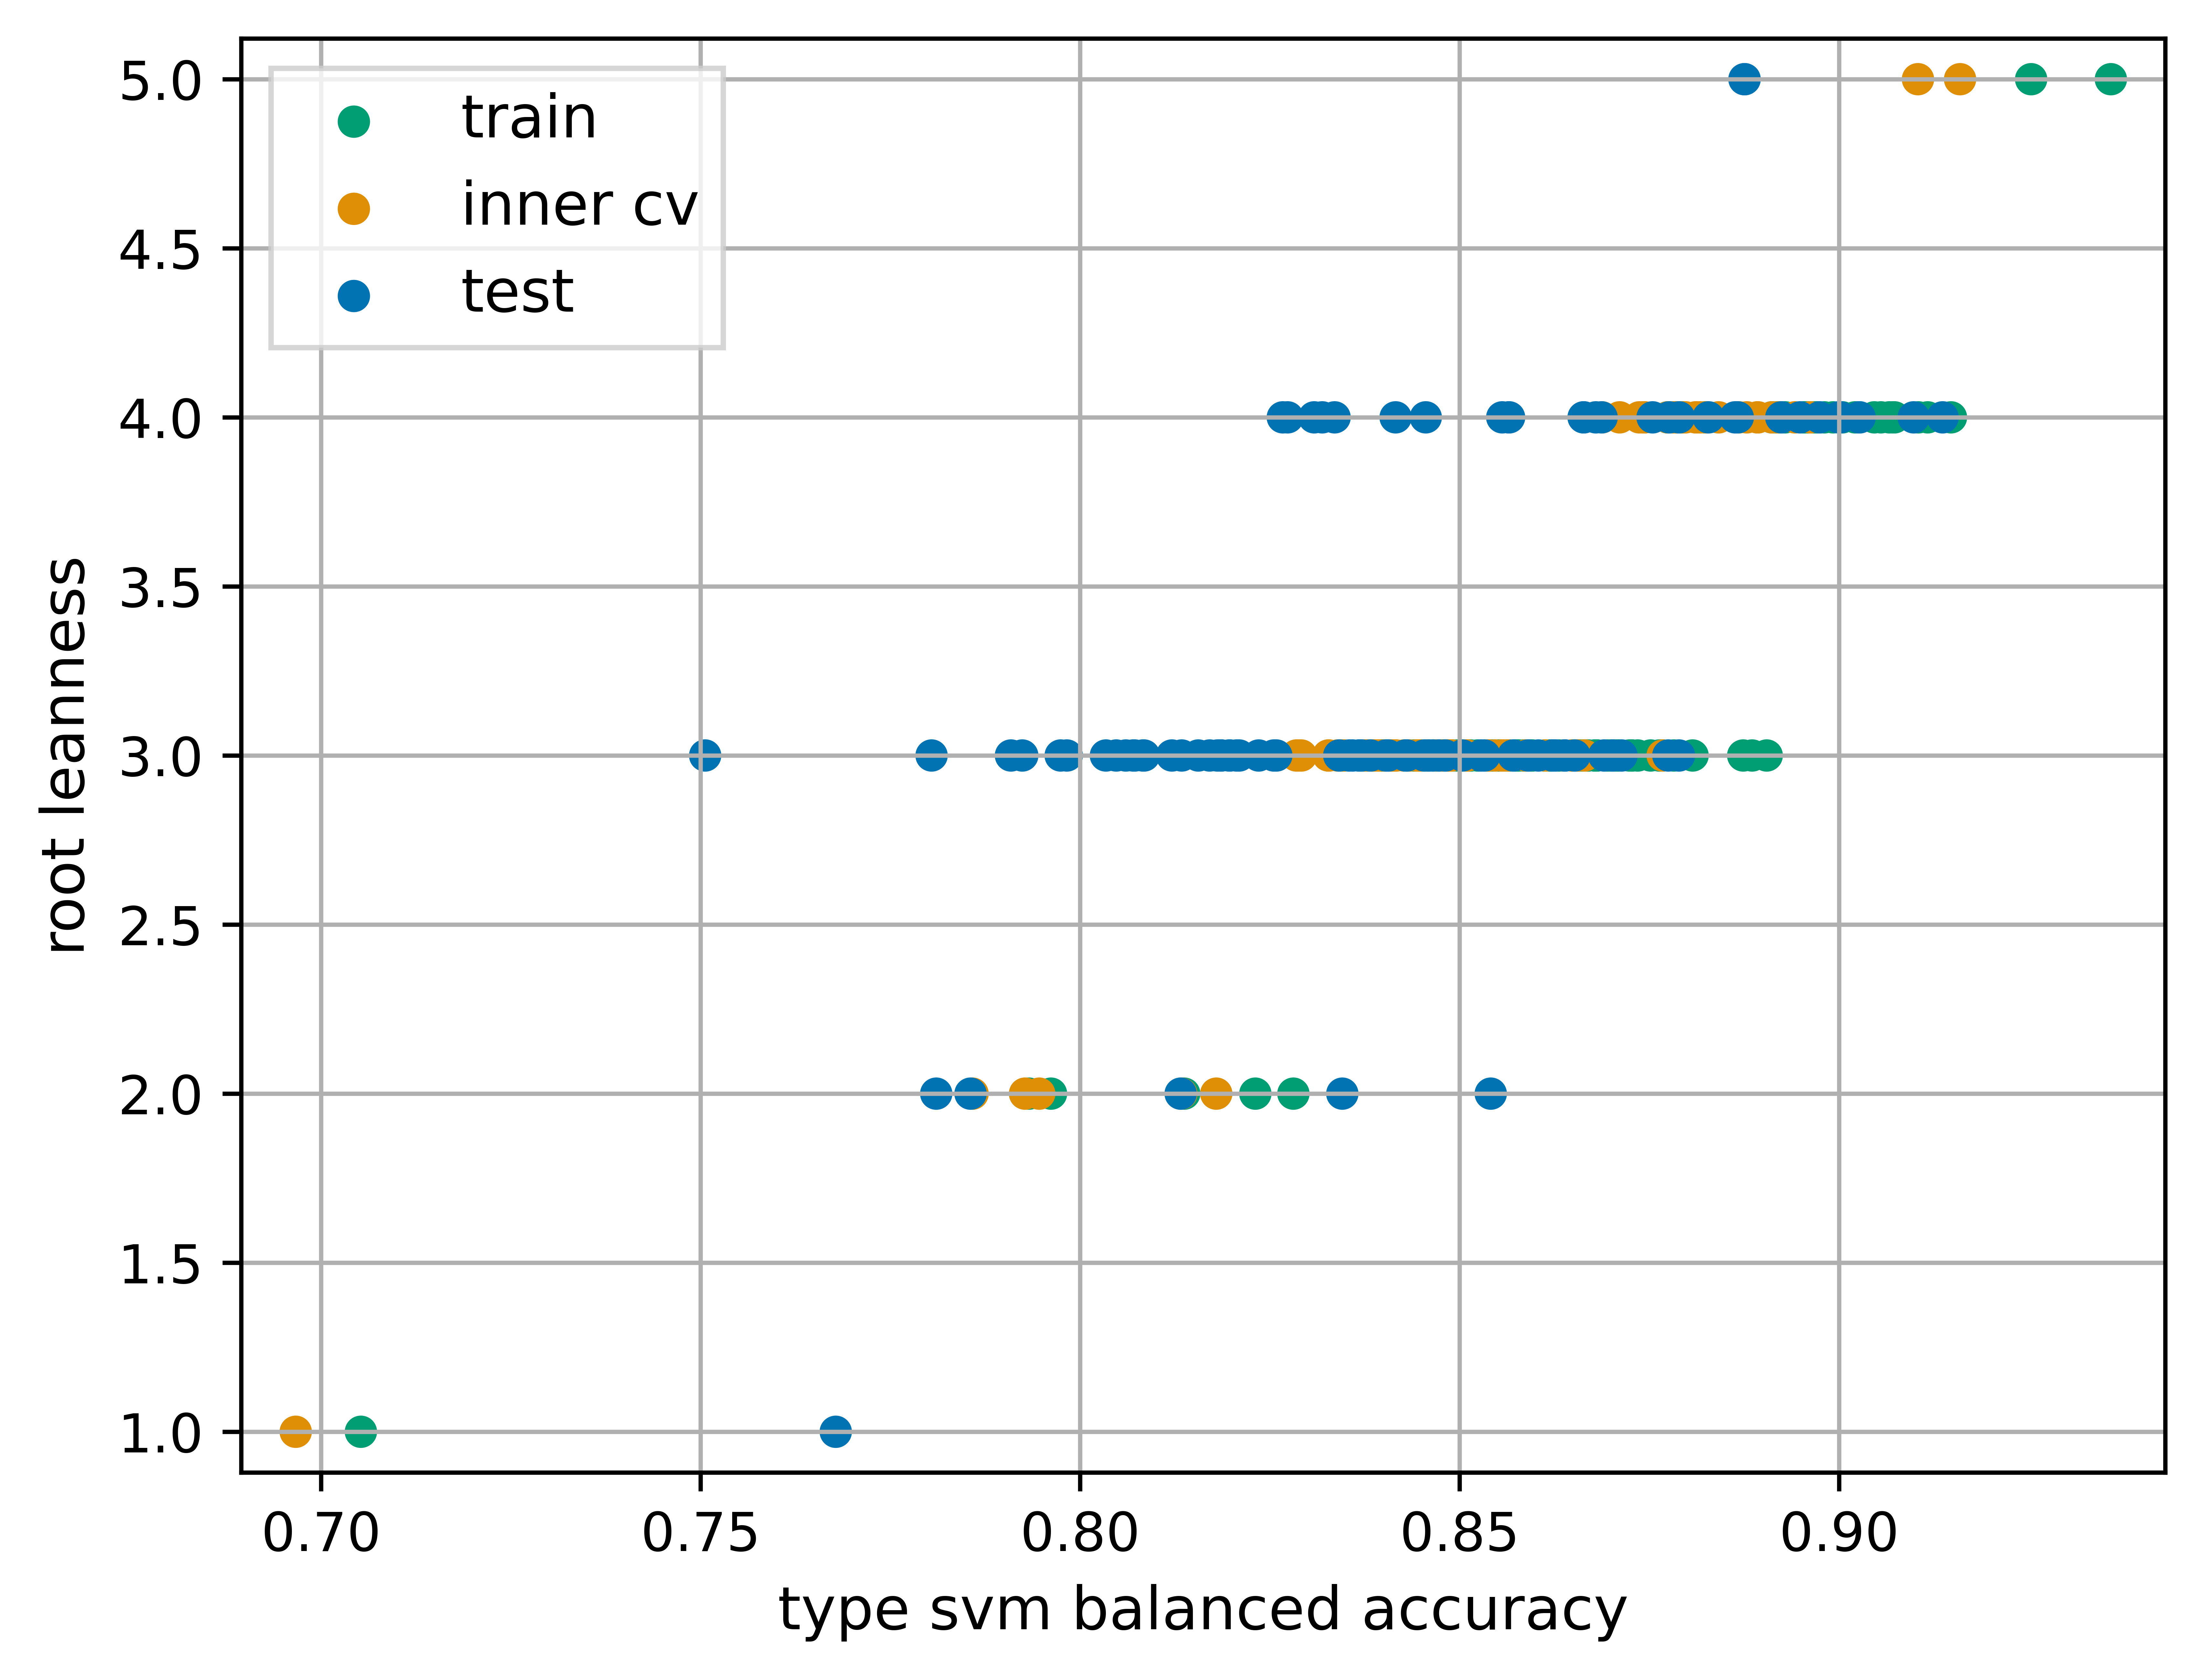 train
inner cv
test
5.0
4.5
4.0
3.5
3.0
2.5
2.0
1.5
1.0
root leanness
0.70 0.75 0.80 0.85 0.90
type svm balanced accuracy